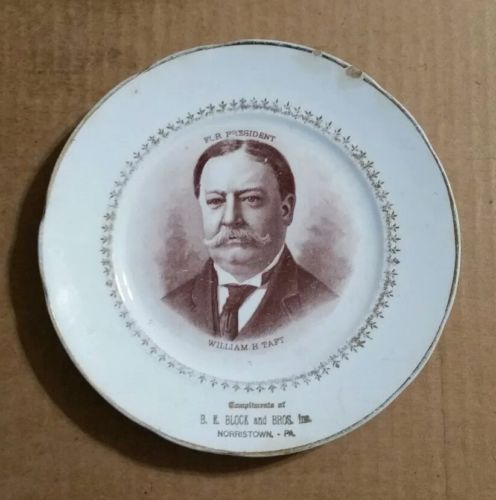 FOR PRESIDENT
WILLIAM. H. TAFT
Compliments of
B. E. BLOCK and BROS. Inc.
NORRISTOWN, - PA.